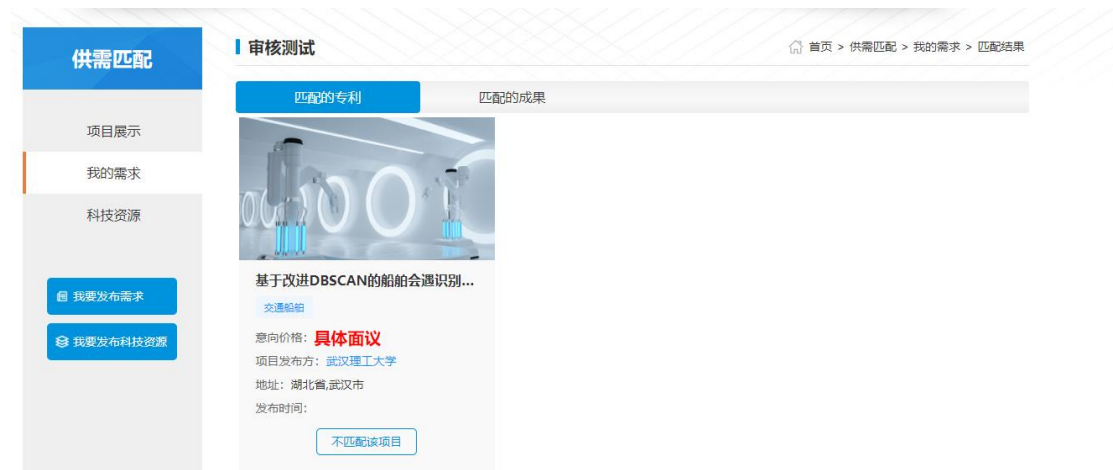 供需匹配
项目展示
我的需求
科技资源
我要发布需求
我要发布科技资源
审核测试
首页 > 供需匹配 > 我的需求 > 匹配结果
匹配的专利
匹配的成果
基于改进DBSCAN的船舶会遇识别...
交通船舶
意向价格：具体面议
项目发布方：武汉理工大学
地址：湖北省,武汉市
发布时间：
不匹配该项目